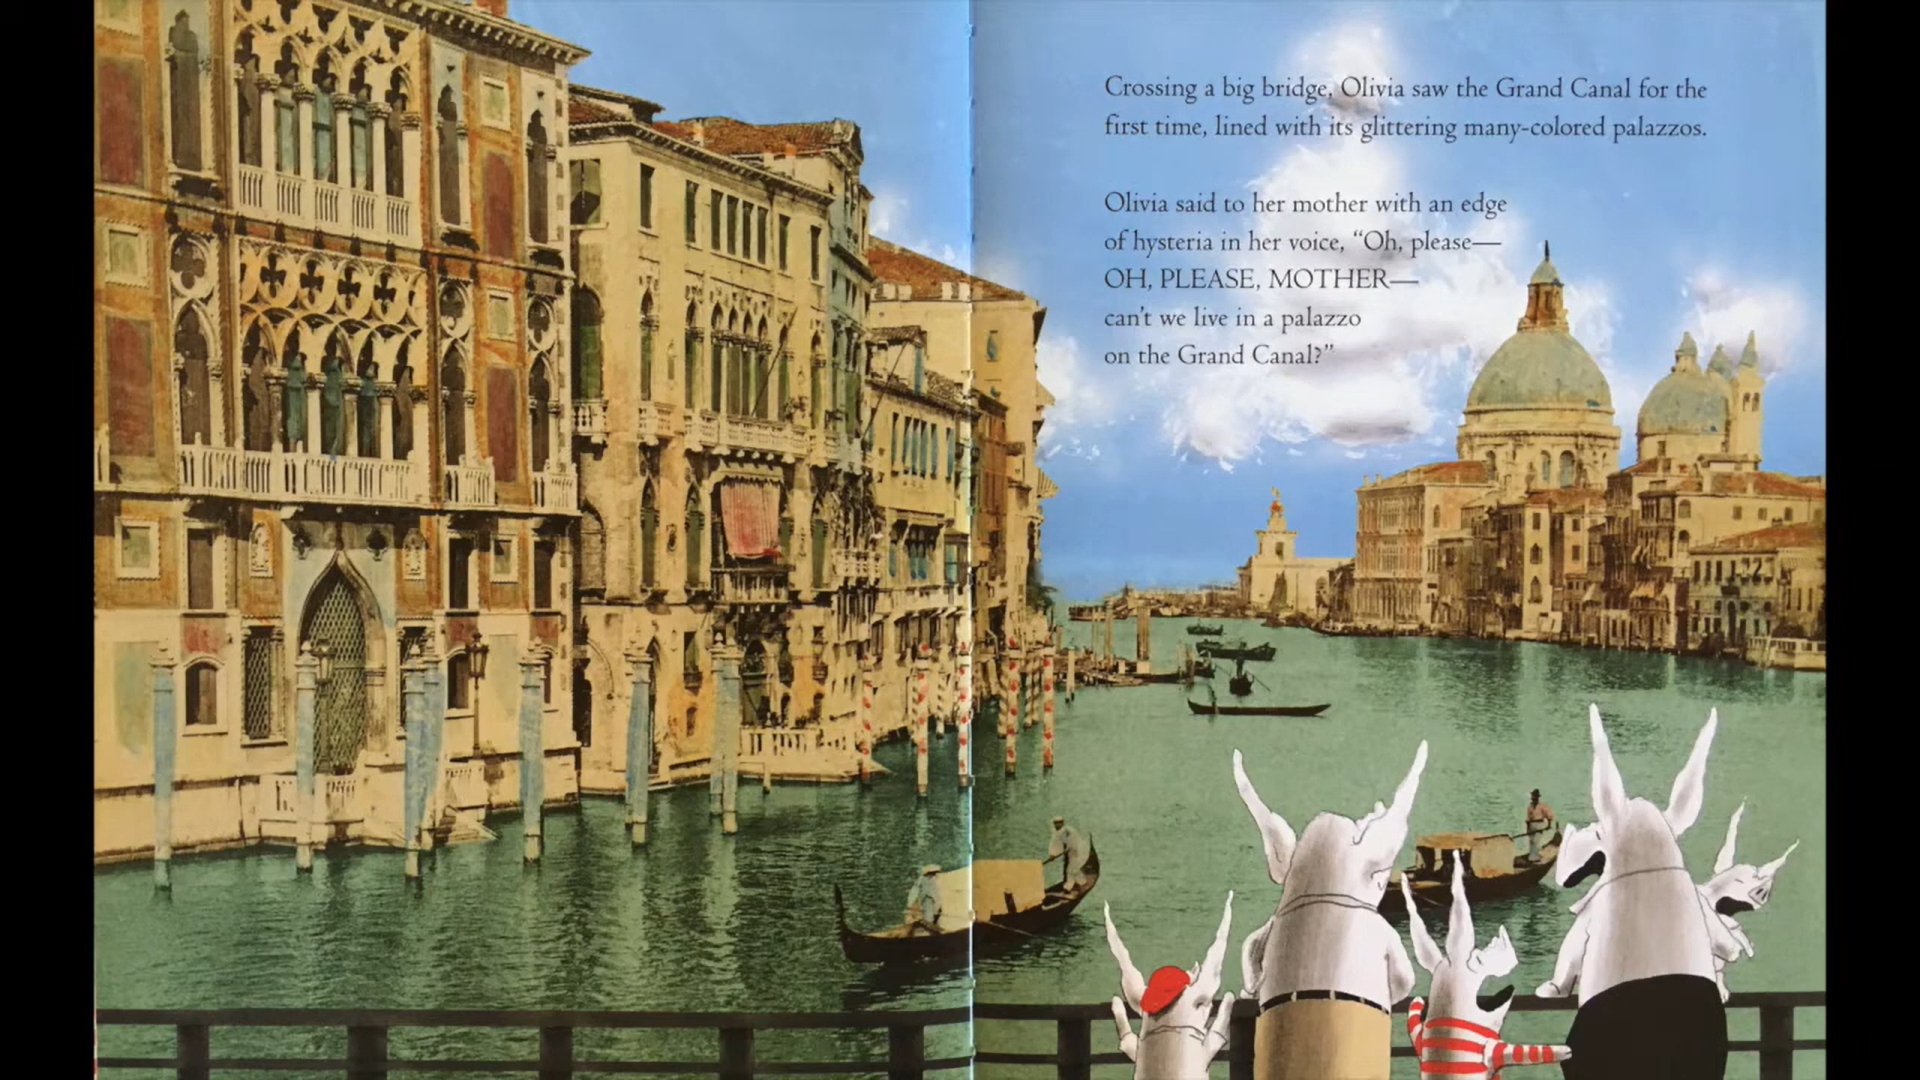 Crossing a big bridge, Olivia saw the Grand Canal for the
first time, lined with its glittering many-colored palazzos.
Olivia said to her mother with an edge
of hysteria in her voice, “Oh, please—
OH, PLEASE, MOTHER—
can’t we live in a palazzo
on the Grand Canal?”